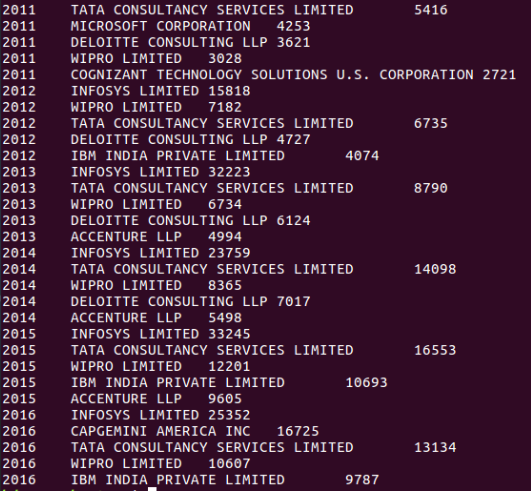 2011 TATA CONSULTANCY SERVICES LIMITED 5416
2011 MICROSOFT CORPORATION 4253
2011 DELOITTE CONSULTING LLP 3621
2011 WIPRO LIMITED 3028
2011 COGNIZANT TECHNOLOGY SOLUTIONS U.S. CORPORATION 2721
2012 INFOSYS LIMITED 15818
2012 WIPRO LIMITED 7182
2012 TATA CONSULTANCY SERVICES LIMITED 6735
2012 DELOITTE CONSULTING LLP 4727
2012 IBM INDIA PRIVATE LIMITED 4074
2013 INFOSYS LIMITED 32223
2013 TATA CONSULTANCY SERVICES LIMITED 8790
2013 WIPRO LIMITED 6734
2013 DELOITTE CONSULTING LLP 6124
2013 ACCENTURE LLP 4994
2014 INFOSYS LIMITED 23759
2014 TATA CONSULTANCY SERVICES LIMITED 14098
2014 WIPRO LIMITED 8365
2014 DELOITTE CONSULTING LLP 7017
2014 ACCENTURE LLP 5498
2015 INFOSYS LIMITED 33245
2015 TATA CONSULTANCY SERVICES LIMITED 16553
2015 WIPRO LIMITED 12201
2015 IBM INDIA PRIVATE LIMITED 10693
2015 ACCENTURE LLP 9605
2016 INFOSYS LIMITED 25352
2016 CAPGEMINI AMERICA INC 16725
2016 TATA CONSULTANCY SERVICES LIMITED 13134
2016 WIPRO LIMITED 10607
2016 IBM INDIA PRIVATE LIMITED 9787